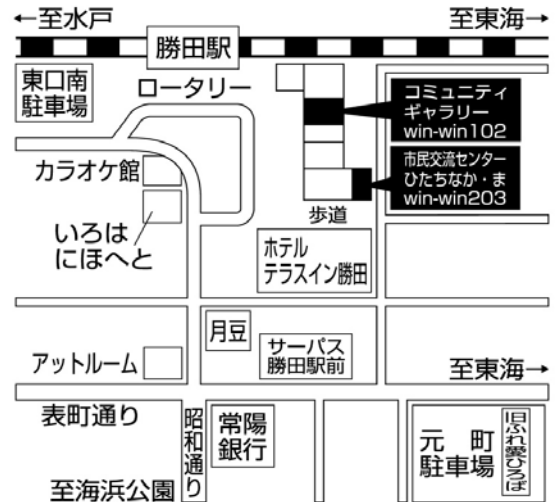 ←至水戸
至東海→
勝田駅
東口南
駐車場
ロータリー
コミュニティ
ギャラリー
win-win102
市民交流センター
ひたちなか・ま
win-win203
カラオケ館
歩道
いろは
にほへと
ホテル
テラスイン勝田
月豆
サーパス
勝田駅前
アットルーム
至東海→
表町通り
昭和通り
常陽
銀行
元町
駐車場
旧ふれ愛ひろば
至海浜公園